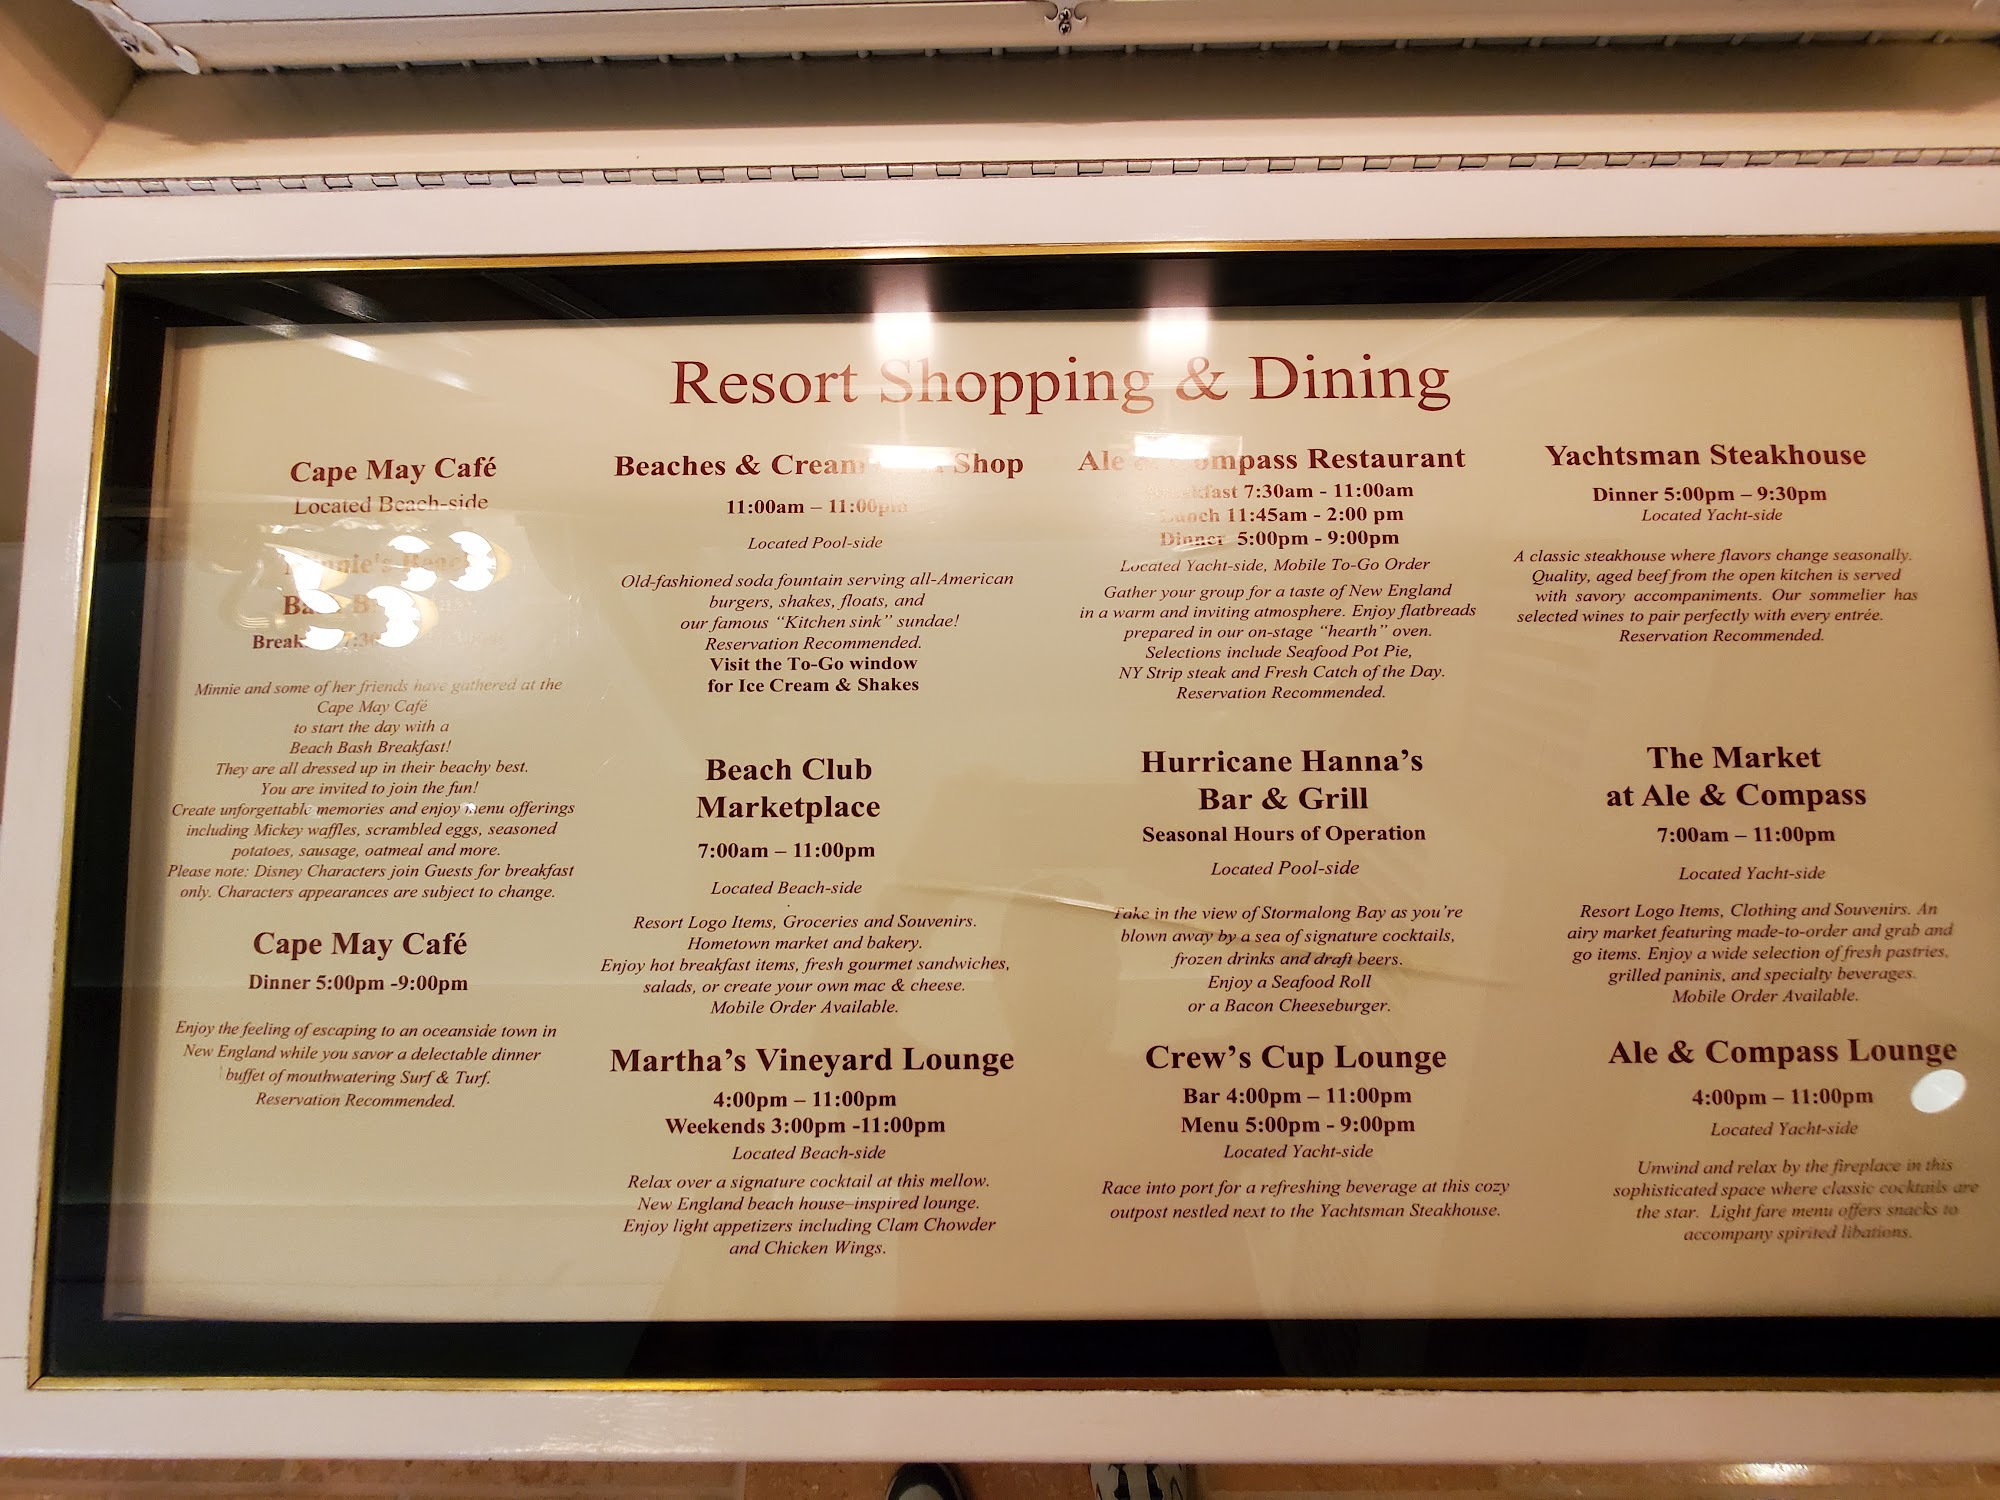 Resort Shopping & Dining
Cape May Café
Located Beach-side
Minnie's Beach
Minnie and some of her friends have gathered at the
Cape May Café
to start the day with a
Beach Bash Breakfast!
They are all dressed up in their beachy best.
You are invited to join the fun!
Create unforgettable memories and enjoy menu offerings
including Mickey waffles, scrambled eggs, seasoned
potatoes, sausage, oatmeal and more.
Please note: Disney Characters join Guests for breakfast
only. Characters appearances are subject to change.
Cape May Café
Dinner 5:00pm -9:00pm
Enjoy the feeling of escaping to an oceanside town in
New England while you savor a delectable dinner
buffet of mouthwatering Surf & Turf.
Reservation Recommended.
Beaches & Cream Shop
11:00am – 11:00pm
Located Pool-side
Old-fashioned soda fountain serving all-American
burgers, shakes, floats, and
our famous “Kitchen sink” sundae!
Reservation Recommended.
Visit the To-Go window
for Ice Cream & Shakes
Beach Club
Marketplace
7:00am – 11:00pm
Located Beach-side
Resort Logo Items, Groceries and Souvenirs.
Hometown market and bakery.
Enjoy hot breakfast items, fresh gourmet sandwiches,
salads, or create your own mac & cheese.
Mobile Order Available.
Martha’s Vineyard Lounge
4:00pm – 11:00pm
Weekends 3:00pm -11:00pm
Located Beach-side
Relax over a signature cocktail at this mellow.
New England beach house–inspired lounge.
Enjoy light appetizers including Clam Chowder
and Chicken Wings.
Ale & Compass Restaurant
Breakfast 7:30am - 11:00am
Lunch 11:45am - 2:00 pm
Dinner 5:00pm - 9:00pm
Located Yacht-side, Mobile To-Go Order
Gather your group for a taste of New England
in a warm and inviting atmosphere. Enjoy flatbreads
prepared in our on-stage “hearth” oven.
Selections include Seafood Pot Pie,
NY Strip steak and Fresh Catch of the Day.
Reservation Recommended.
Hurricane Hanna’s
Bar & Grill
Seasonal Hours of Operation
Located Pool-side
Take in the view of Stormalong Bay as you’re
blown away by a sea of signature cocktails,
frozen drinks and draft beers.
Enjoy a Seafood Roll
or a Bacon Cheeseburger.
Crew’s Cup Lounge
Bar 4:00pm – 11:00pm
Menu 5:00pm - 9:00pm
Located Yacht-side
Race into port for a refreshing beverage at this cozy
outpost nestled next to the Yachtsman Steakhouse.
Yachtsman Steakhouse
Dinner 5:00pm – 9:30pm
Located Yacht-side
A classic steakhouse where flavors change seasonally.
Quality, aged beef from the open kitchen is served
with savory accompaniments. Our sommelier has
selected wines to pair perfectly with every entrée.
Reservation Recommended.
The Market
at Ale & Compass
7:00am – 11:00pm
Located Yacht-side
Resort Logo Items, Clothing and Souvenirs. An
airy market featuring made-to-order and grab and
go items. Enjoy a wide selection of fresh pastries,
grilled paninis, and specialty beverages.
Mobile Order Available.
Ale & Compass Lounge
4:00pm – 11:00pm
Located Yacht-side
Unwind and relax by the fireplace in this
sophisticated space where classic cocktails are
the star. Light fare menu offers snacks to
accompany spirited libations.